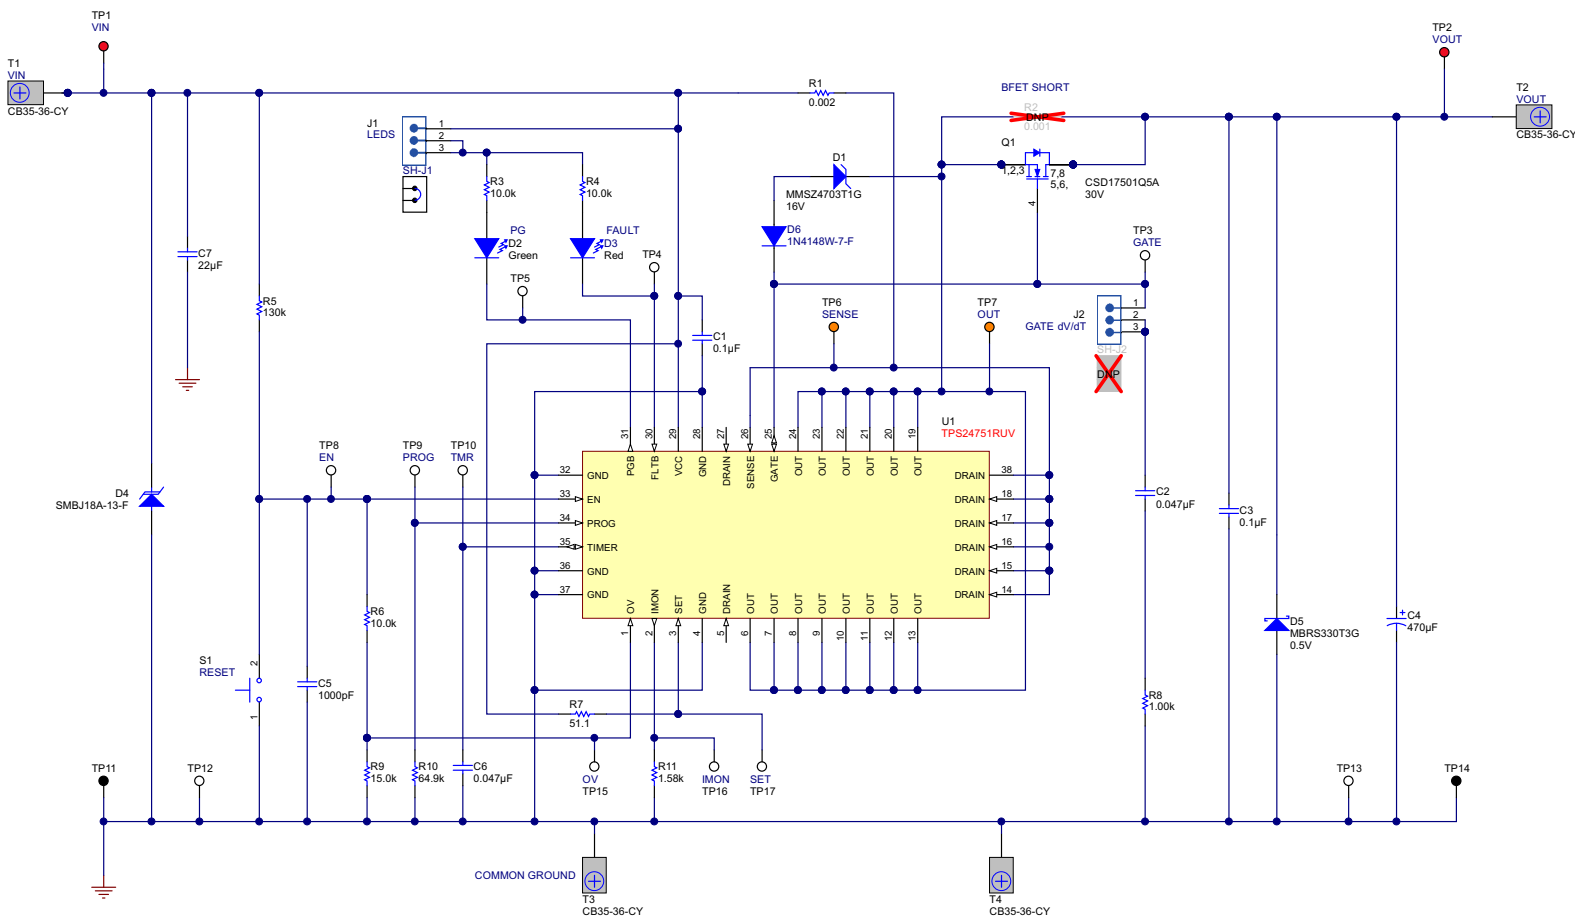 TP1
VIN
TP2
VOUT
T1
VIN
CB35-36-CY
R1
0.002
BFET SHORT
R2
DNP
0.001
T2
VOUT
CB35-36-CY
J1
LEDS
1
2
3
SH-J1
Q1
1,2,3
7,8
5,6,
4
CSD17501Q5A
30V
D1
MMSZ4703T1G
16V
R3
10.0k
R4
10.0k
PG
D2
Green
FAULT
D3
Red
D6
1N4148W-7-F
TP3
GATE
C7
22µF
TP4
TP5
R5
130k
TP6
SENSE
TP7
OUT
J2
GATE dV/dT
1
2
3
SH-J2
DNP
C1
0.1µF
U1
TPS24751RUV
31
30
29
28
27
26
25
24
23
22
21
20
19
PGB
FLTB
VCC
GND
DRAIN
SENSE
GATE
OUT
OUT
OUT
OUT
OUT
OUT
TP8
EN
TP9
PROG
TP10
TMR
32
GND
33
EN
34
PROG
35
TIMER
36
GND
37
GND
DRAIN
38
DRAIN
18
DRAIN
17
DRAIN
16
DRAIN
15
DRAIN
14
OV
IMON
SET
GND
DRAIN
OUT
OUT
OUT
OUT
OUT
OUT
OUT
OUT
1
2
3
4
5
6
7
8
9
10
11
12
13
D4
SMBJ18A-13-F
C2
0.047µF
C3
0.1µF
R6
10.0k
D5
MBRS330T3G
0.5V
+
C4
470µF
S1
RESET
2
1
C5
1000pF
R7
51.1
R8
1.00k
TP11
TP12
R9
15.0k
R10
64.9k
C6
0.047µF
OV
TP15
R11
1.58k
IMON
TP16
SET
TP17
TP13
TP14
COMMON GROUND
T3
CB35-36-CY
T4
CB35-36-CY